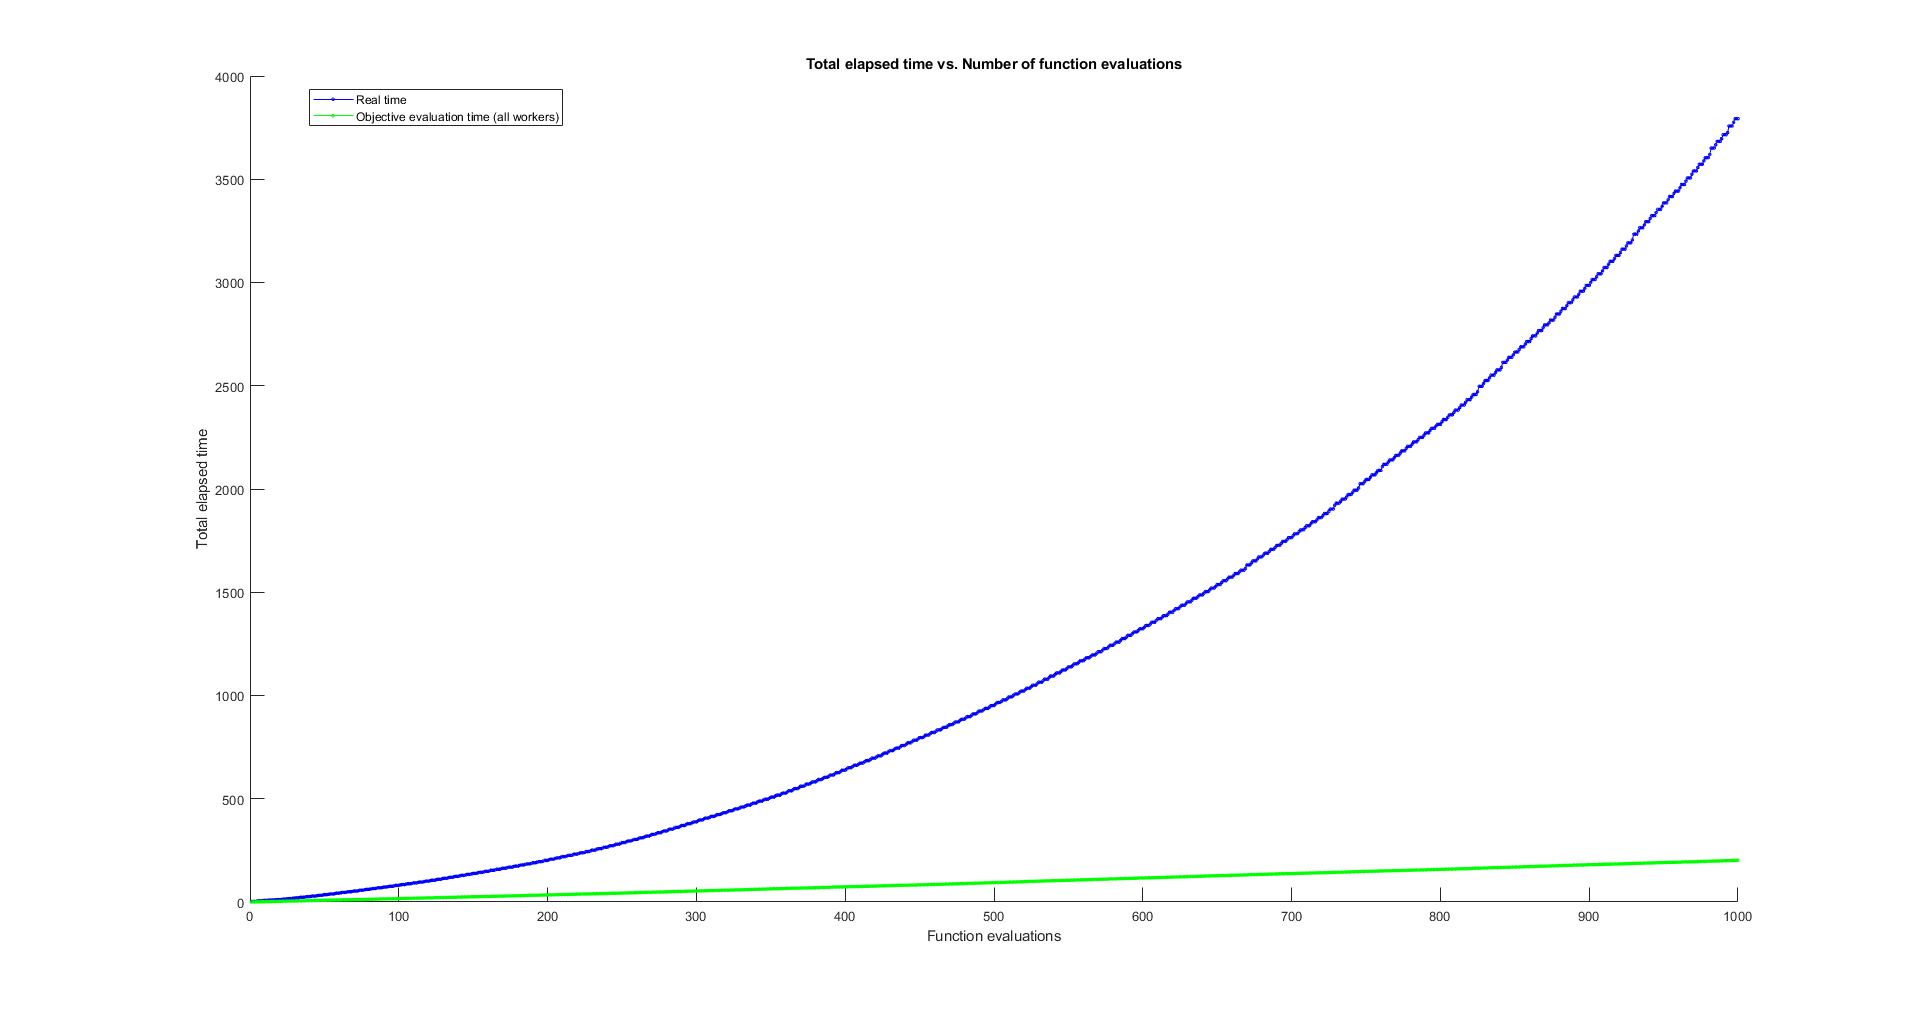 Total elapsed time vs. Number of function evaluations
4000
Real time
Objective evaluation time (all workers)
3500
3000
2500
2000
1500
1000
500
0
Total elapsed time
0 100 200 300 400 500 600 700 800 900 1000
Function evaluations